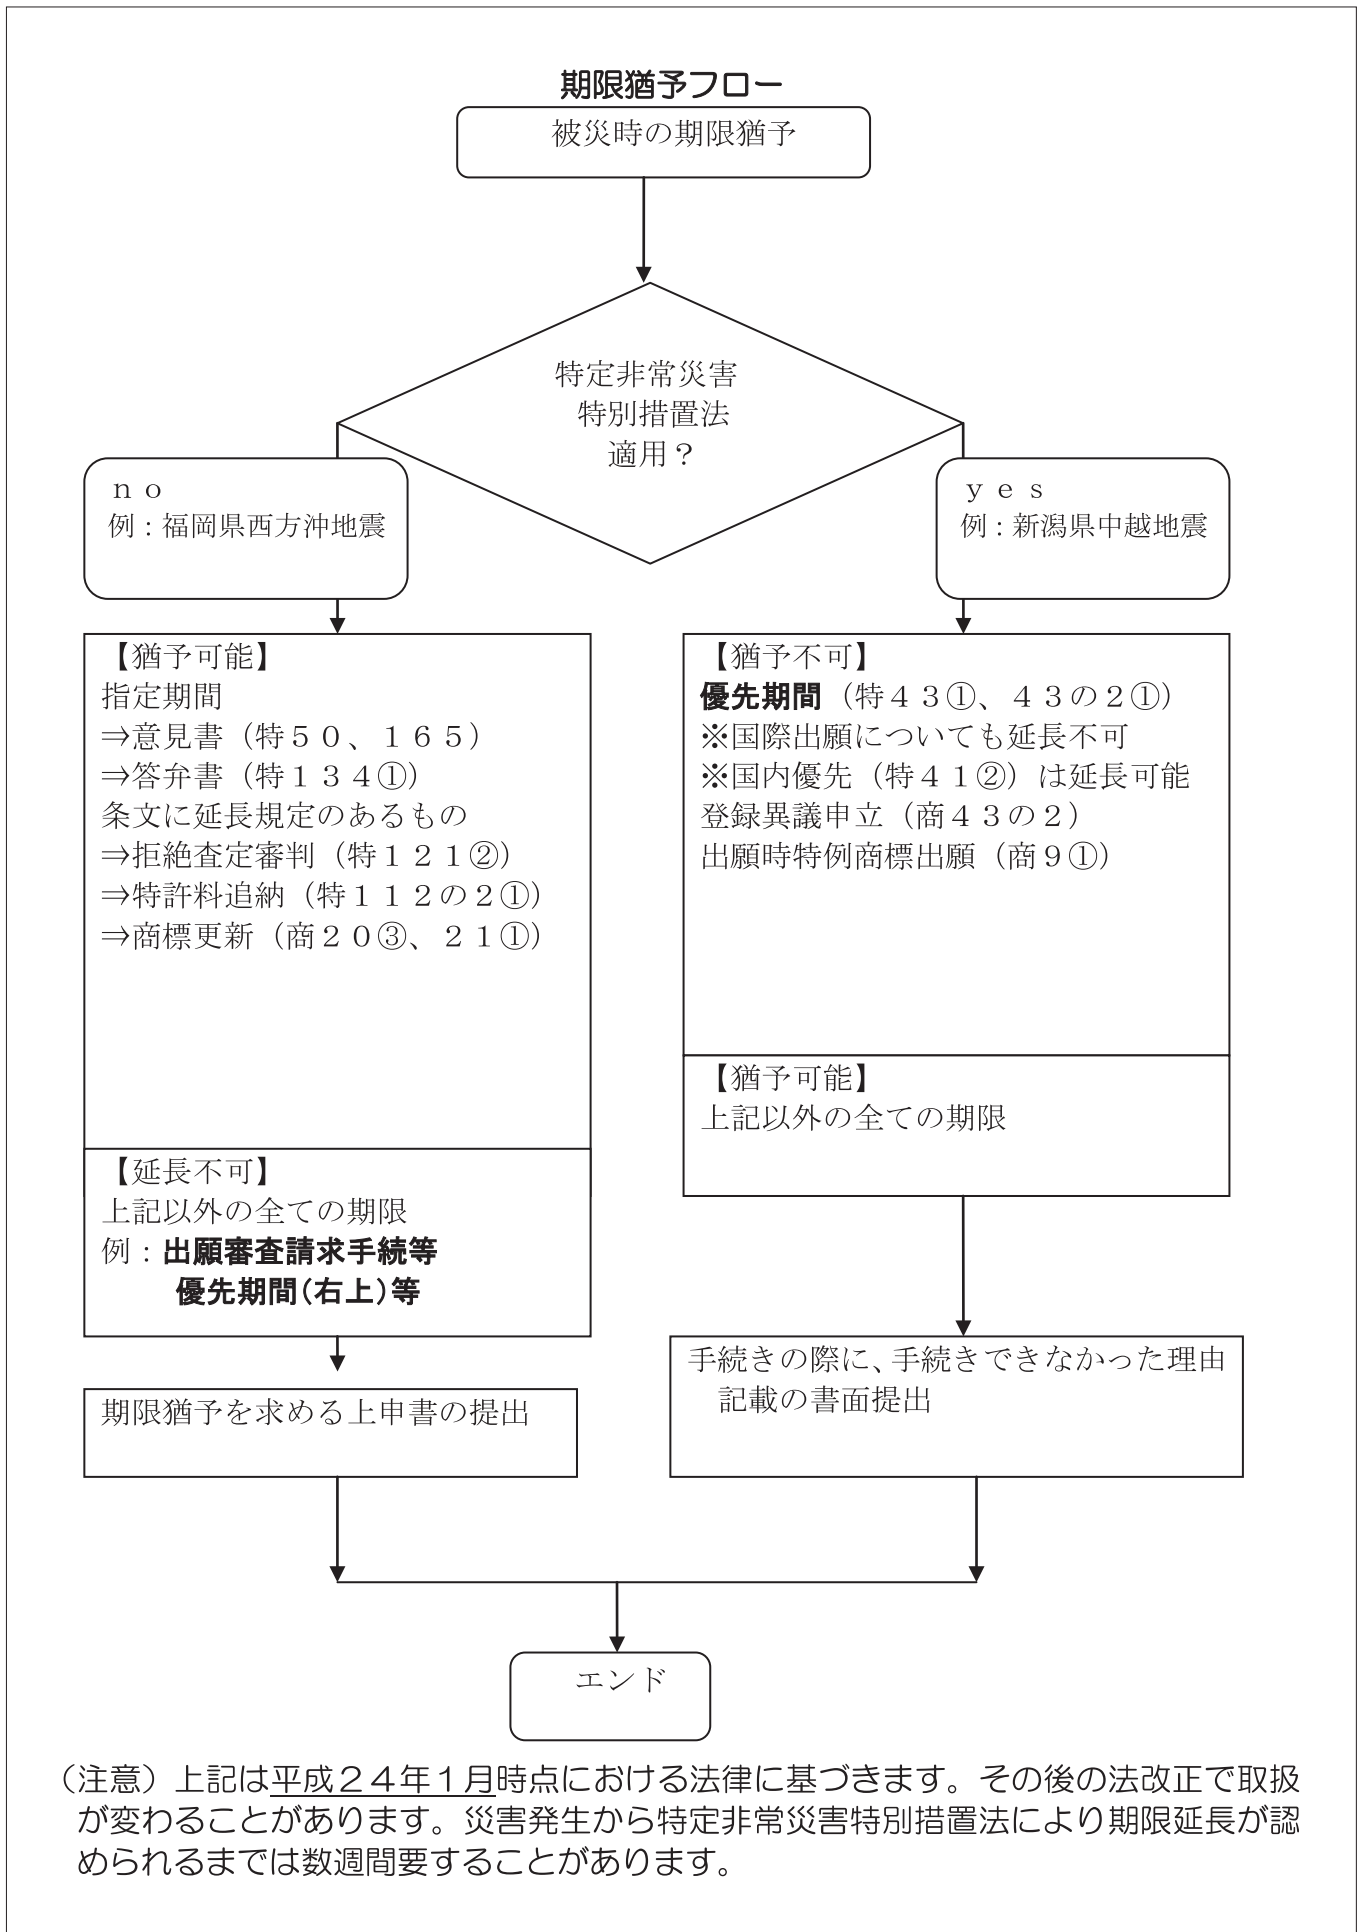 期限猶予フロー
被災時の期限猶予
特定非常災害
特別措置法
適用？
ｎｏ
例：福岡県西方沖地震
ｙｅｓ
例：新潟県中越地震
【猶予可能】
指定期間
⇒意見書（特５０、１６５）
⇒答弁書（特１３４①）
条文に延長規定のあるもの
⇒拒絶査定審判（特１２１②）
⇒特許料追納（特１１２の２①）
⇒商標更新（商２０③、２１①）
【延長不可】
上記以外の全ての期限
例：出願審査請求手続等
優先期間（右上）等
期限猶予を求める上申書の提出
【猶予不可】
優先期間（特４３①、４３の２①）
※国際出願についても延長不可
※国内優先（特４１②）は延長可能
登録異議申立（商４３の２）
出願時特例商標出願（商９①）
【猶予可能】
上記以外の全ての期限
手続きの際に、手続きできなかった理由
記載の書面提出
エンド
（注意）上記は平成２４年１月時点における法律に基づきます。その後の法改正で取扱
が変わることがあります。災害発生から特定非常災害特別措置法により期限延長が認
められるまでは数週間要することがあります。